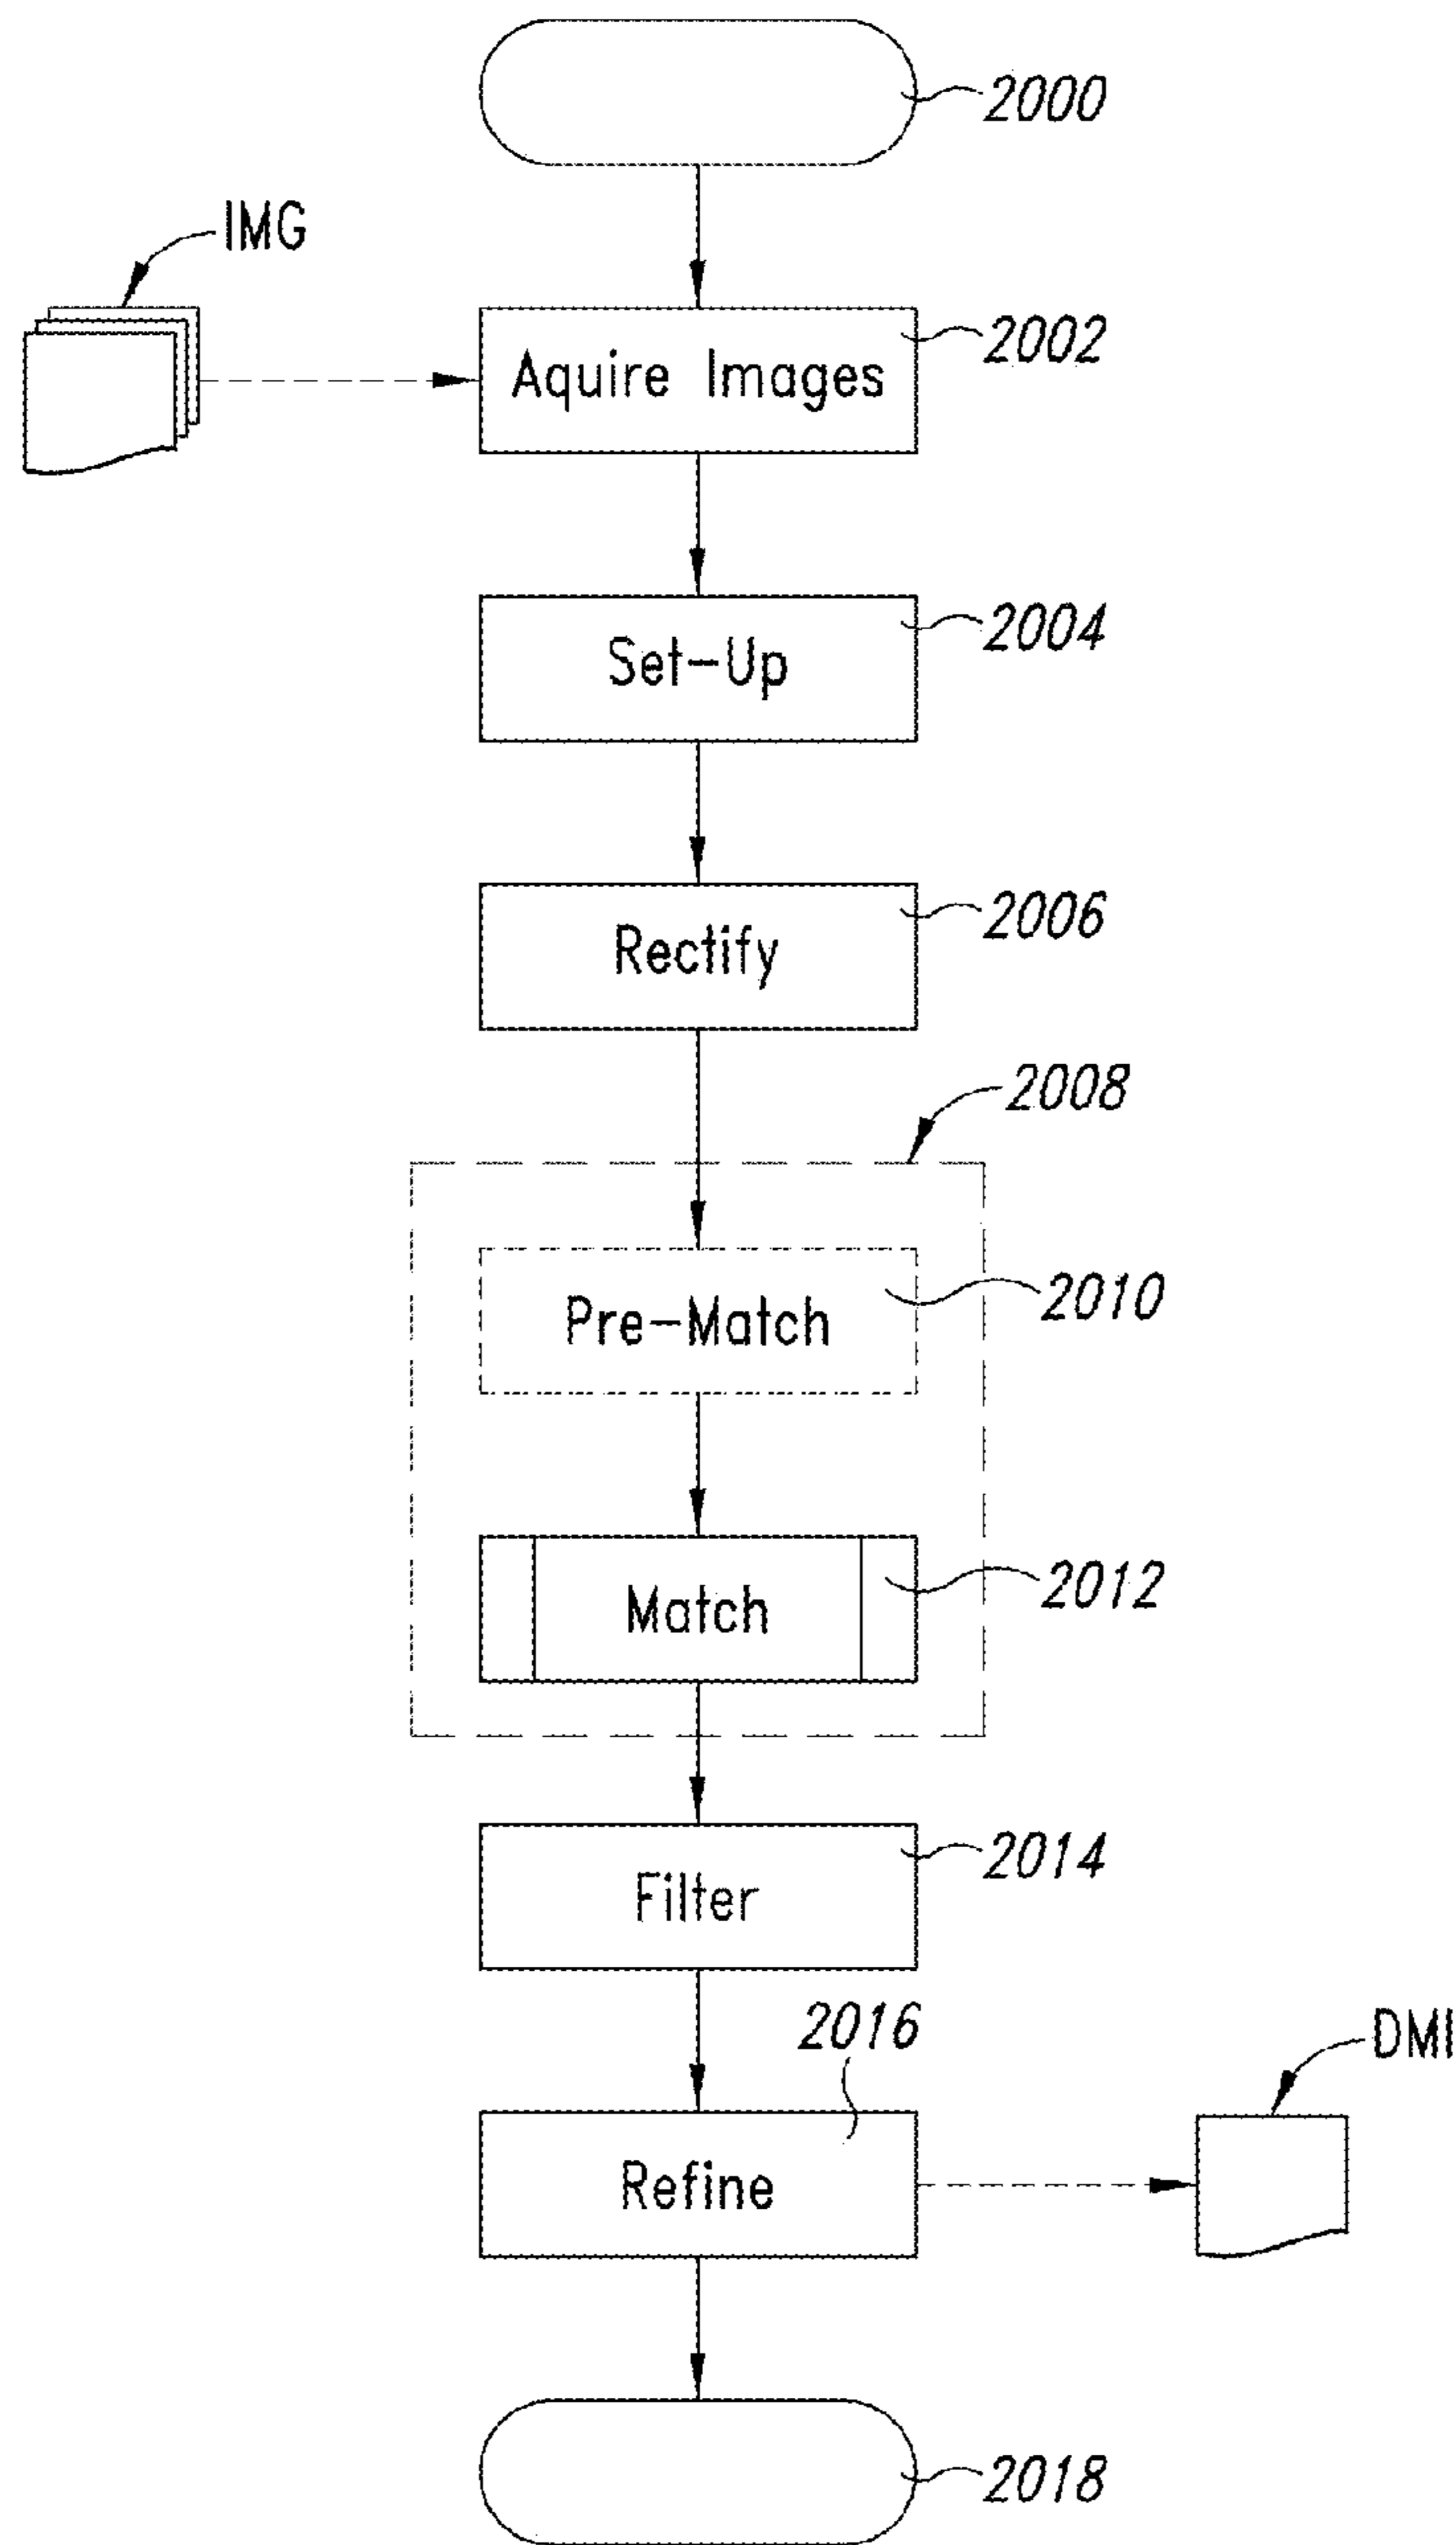 2000
IMG
Aquire Images
2002
Set-Up
2004
Rectify
2006
2008
Pre-Match
2010
Match
2012
Filter
2014
2016
DMI
Refine
2018